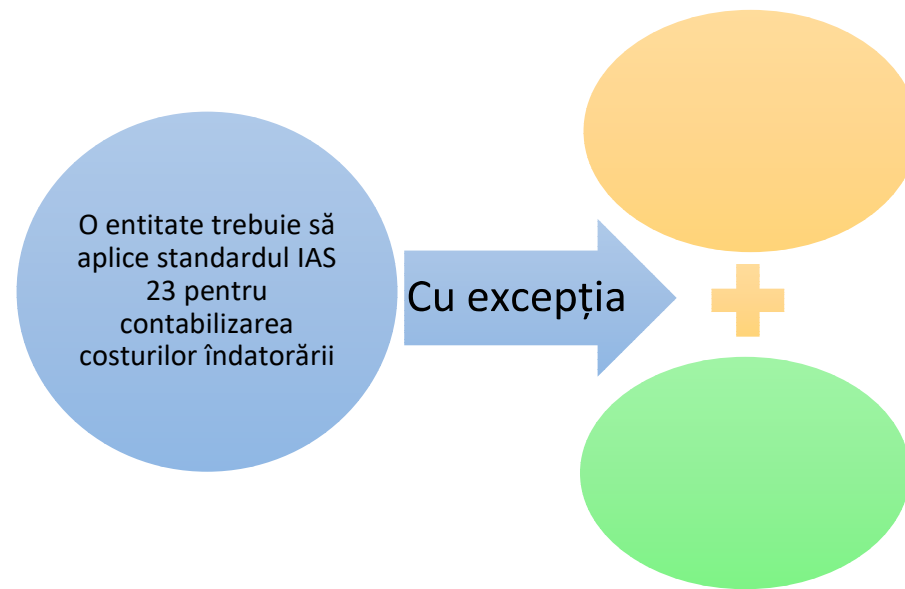 O entitate trebuie să
aplice standardul IAS
23 pentru
contabilizarea
costurilor îndatorării
Cu excepția